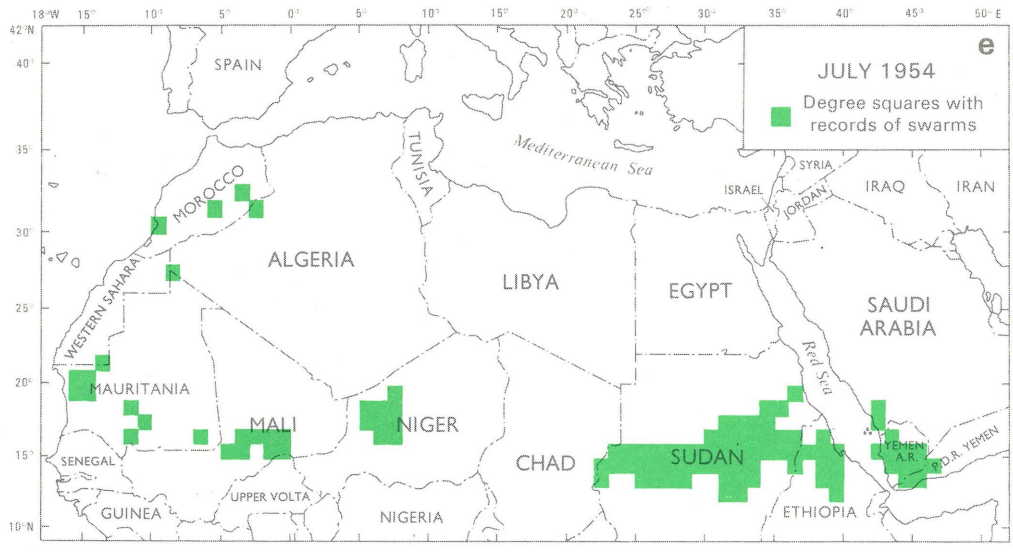 18°W 15° 10° 5° 0° 5° 10° 15° 20° 25° 30° 35° 40° 45° 50° E
42°N
e
SPAIN
40°
JULY 1954
Degree squares with
records of swarms
35°
TUNISIA
Mediterranean Sea
SYRIA
MOROCCO
ISRAEL
JORDAN
IRAQ
IRAN
30°
ALGERIA
LIBYA
EGYPT
WESTERN SAHARA
25°
SAUDI
ARABIA
Red Sea
20°
MAURITANIA
MALI
NIGER
15°
SENEGAL
CHAD
SUDAN
YEMEN
A.R.
P.D.R. YEMEN
UPPER VOLTA
GUINEA
NIGERIA
ETHIOPIA
10°N